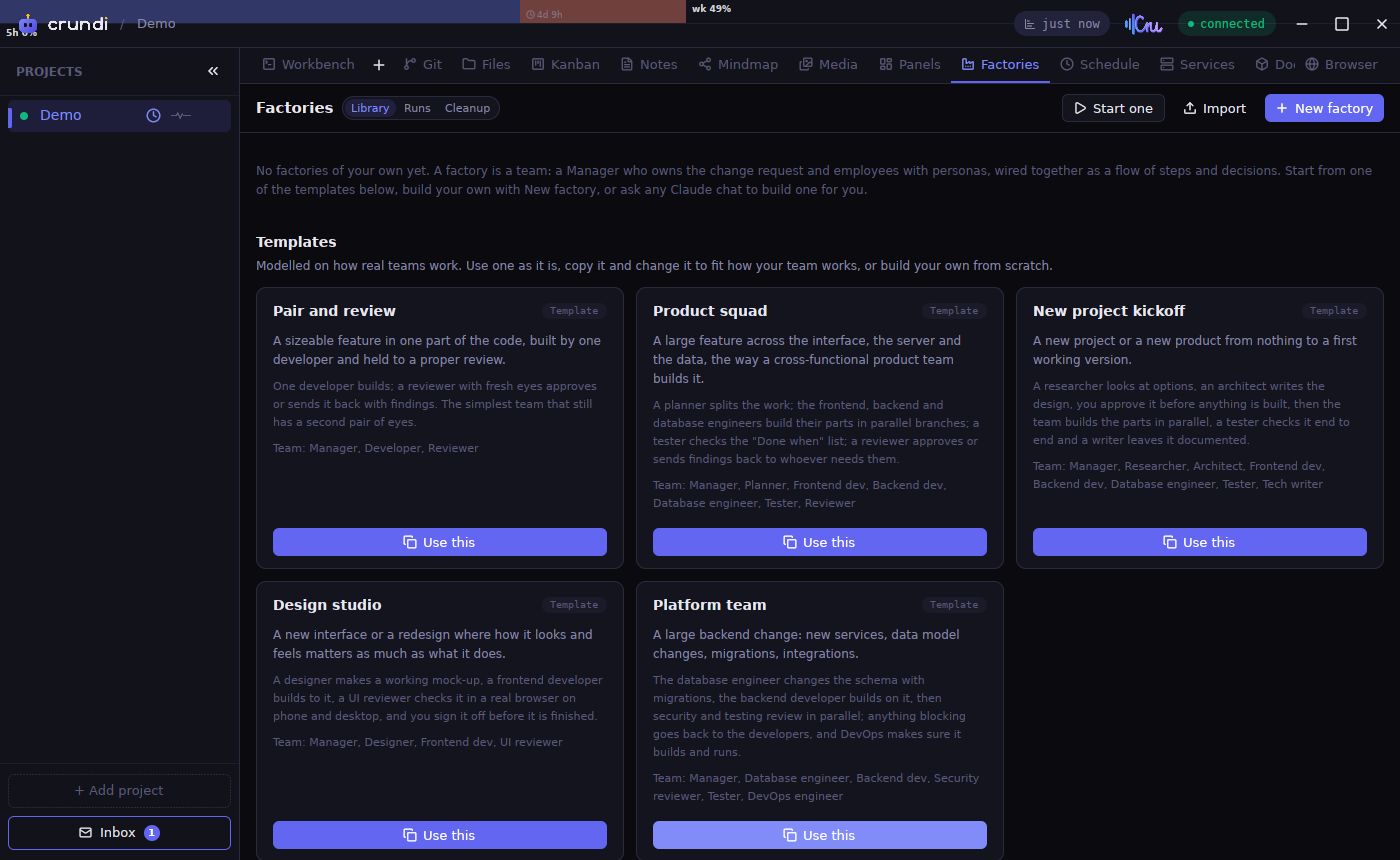 4d 9h
wk 49%
crundi / Demo
just now
Cru
connected
PROJECTS
Workbench
Git
Files
Kanban
Notes
Mindmap
Media
Panels
Factories
Schedule
Services
Browser
Demo
Factories
Library
Runs
Cleanup
Start one
Import
New factory
No factories of your own yet. A factory is a team: a Manager who owns the change request and employees with personas, wired together as a flow of steps and decisions. Start from one
of the templates below, build your own with New factory, or ask any Claude chat to build one for you.
Templates
Modelled on how real teams work. Use one as it is, copy it and change it to fit how your team works, or build your own from scratch.
Pair and review
Template
A sizeable feature in one part of the code, built by one
developer and held to a proper review.
One developer builds; a reviewer with fresh eyes approves
or sends it back with findings. The simplest team that still
has a second pair of eyes.
Team: Manager, Developer, Reviewer
Use this
Product squad
Template
A large feature across the interface, the server and
the data, the way a cross-functional product team
builds it.
A planner splits the work; the frontend, backend and
database engineers build their parts in parallel branches; a
tester checks the "Done when" list; a reviewer approves or
sends findings back to whoever needs them.
Team: Manager, Planner, Frontend dev, Backend dev,
Database engineer, Tester, Reviewer
Use this
New project kickoff
Template
A new project or a new product from nothing to a first
working version.
A researcher looks at options, an architect writes the
design, you approve it before anything is built, then the
team builds the parts in parallel, a tester checks it end to
end and a writer leaves it documented.
Team: Manager, Researcher, Architect, Frontend dev,
Backend dev, Database engineer, Tester, Tech writer
Use this
Design studio
Template
A new interface or a redesign where how it looks and
feels matters as much as what it does.
A designer makes a working mock-up, a frontend developer
builds to it, a UI reviewer checks it in a real browser on
phone and desktop, and you sign it off before it is finished.
Team: Manager, Designer, Frontend dev, UI reviewer
Use this
Platform team
Template
A large backend change: new services, data model
changes, migrations, integrations.
The database engineer changes the schema with
migrations, the backend developer builds on it, then
security and testing review in parallel; anything blocking
goes back to the developers, and DevOps makes sure it
builds and runs.
Team: Manager, Database engineer, Backend dev, Security
reviewer, Tester, DevOps engineer
Use this
+ Add project
Inbox 1